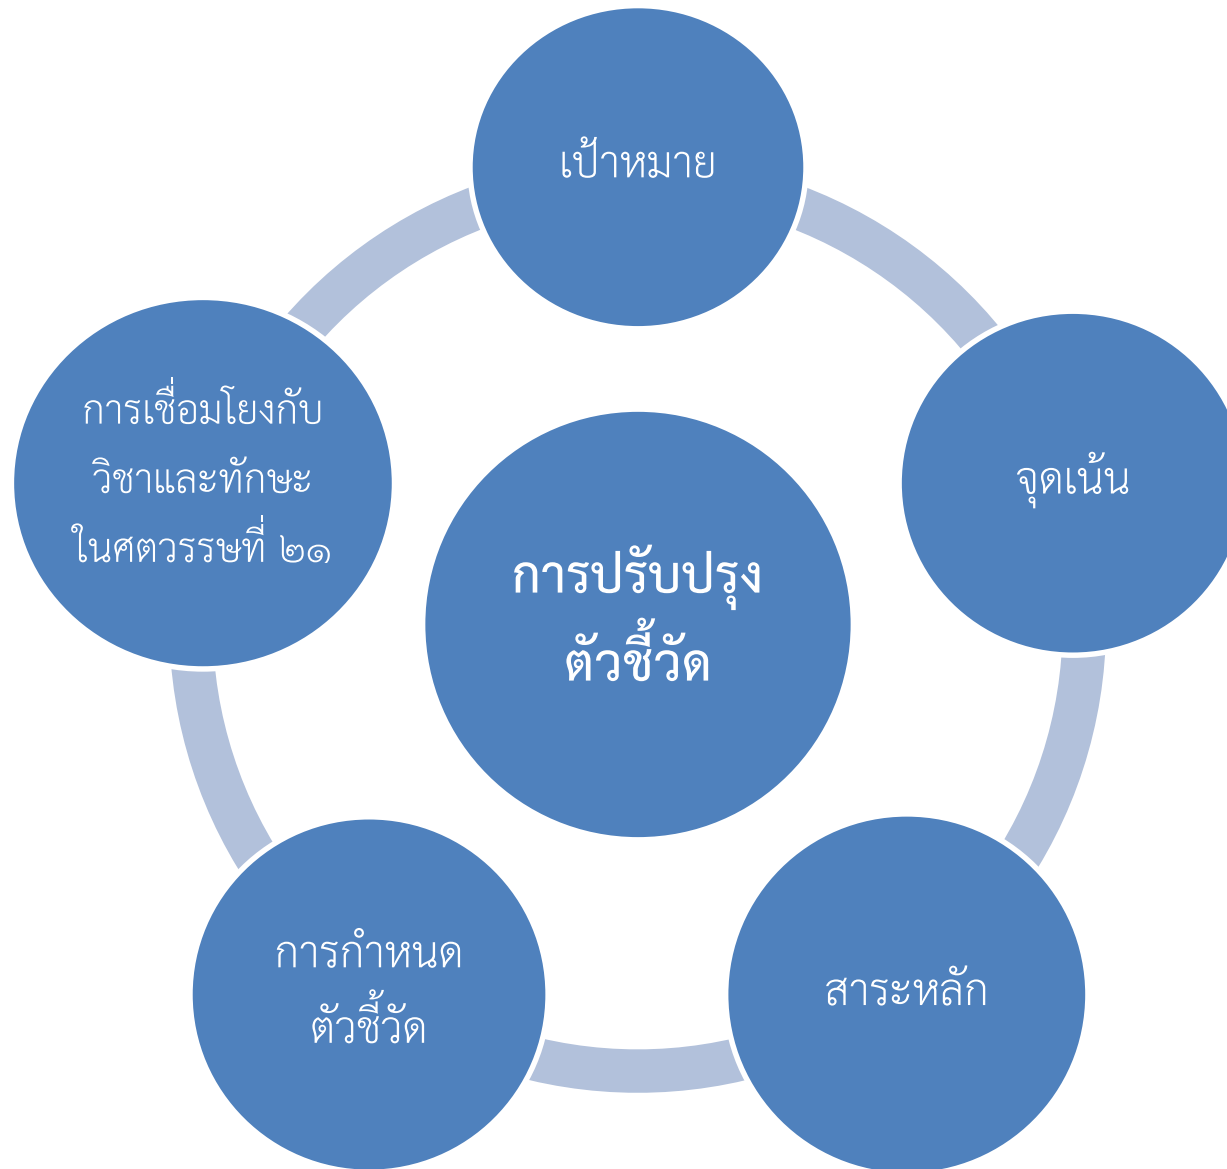 เป้าหมาย
จุดเน้น
สาระหลัก
การกำหนด
ตัวชี้วัด
การเชื่อมโยงกับ
วิชาและทักษะ
ในศตวรรษที่ ๒๑
การปรับปรุง
ตัวชี้วัด